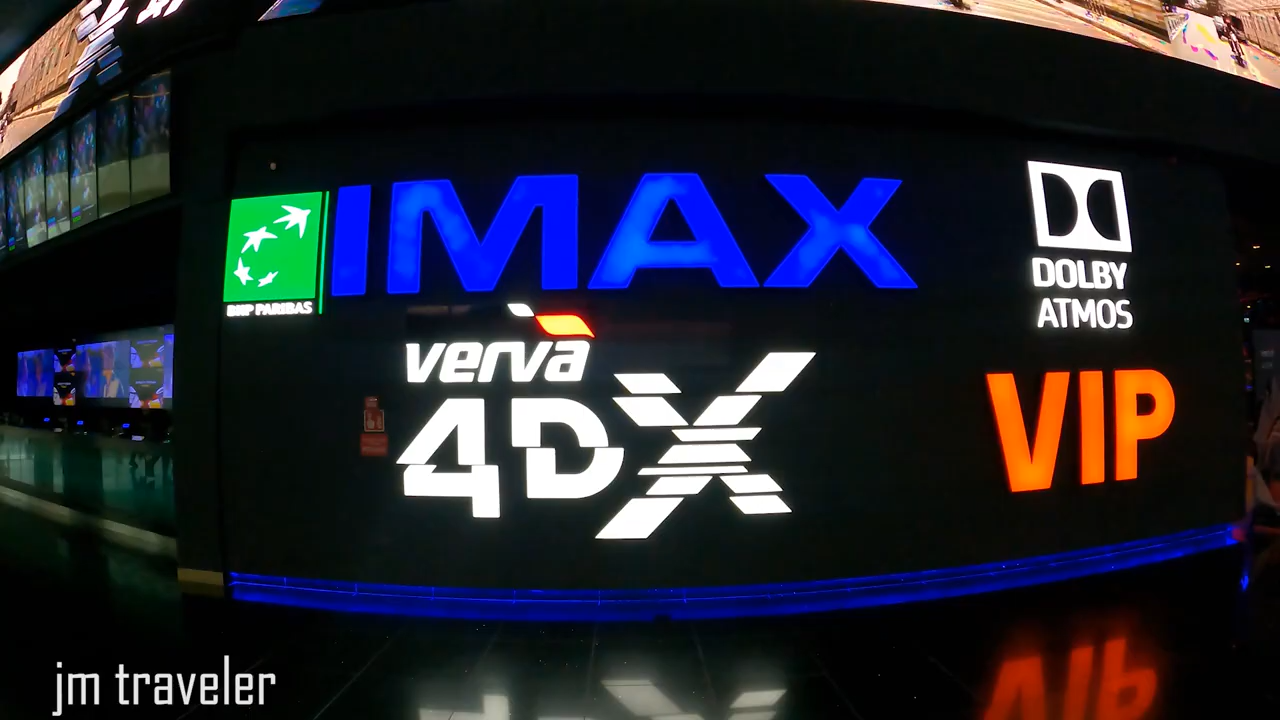 IMAX
BNP PARIBAS
DOLBY
ATMOS
verva
4DX
VIP
jm traveler